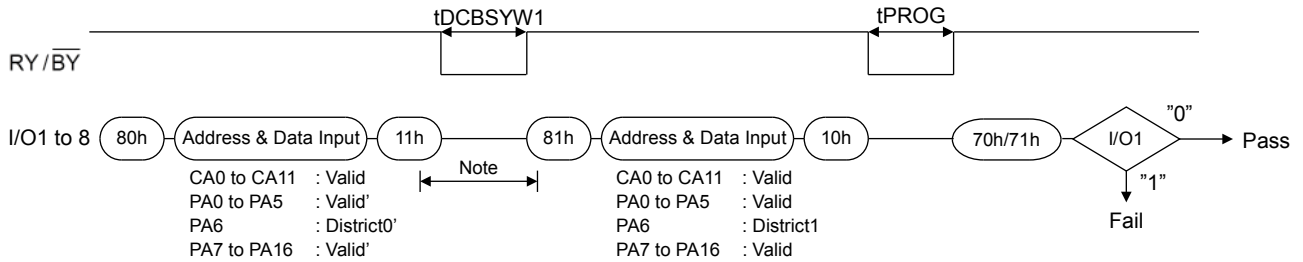 tDCBSYW1 tPROG
RY/BY
I/O1 to 8 80h Address & Data Input 11h 81h Address & Data Input 10h 70h/71h I/O1 ”0” Pass
Note
”1”
Fail
CA0 to CA11 : Valid
PA0 to PA5 : Valid’
PA6 : District0’
PA7 to PA16 : Valid’
CA0 to CA11 : Valid
PA0 to PA5 : Valid
PA6 : District1
PA7 to PA16 : Valid